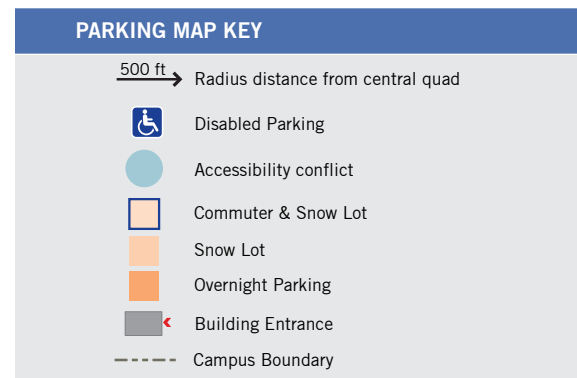 PARKING MAP KEY
500 ft
Radius distance from central quad
Disabled Parking
Accessibility conflict
Commuter & Snow Lot
Snow Lot
Overnight Parking
Building Entrance
Campus Boundary